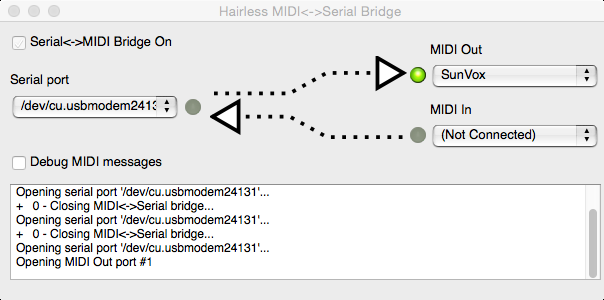 Hairless MIDI<->Serial Bridge
Serial<->MIDI Bridge On
MIDI Out
Serial port
SunVox
/dev/cu.usbmodem2413
MIDI In
(Not Connected)
Debug MIDI messages
Opening serial port '/dev/cu.usbmodem24131'...
+ 0 - Closing MIDI<->Serial bridge...
Opening serial port '/dev/cu.usbmodem24131'...
+ 0 - Closing MIDI<->Serial bridge...
Opening serial port '/dev/cu.usbmodem24131'...
Opening MIDI Out port #1